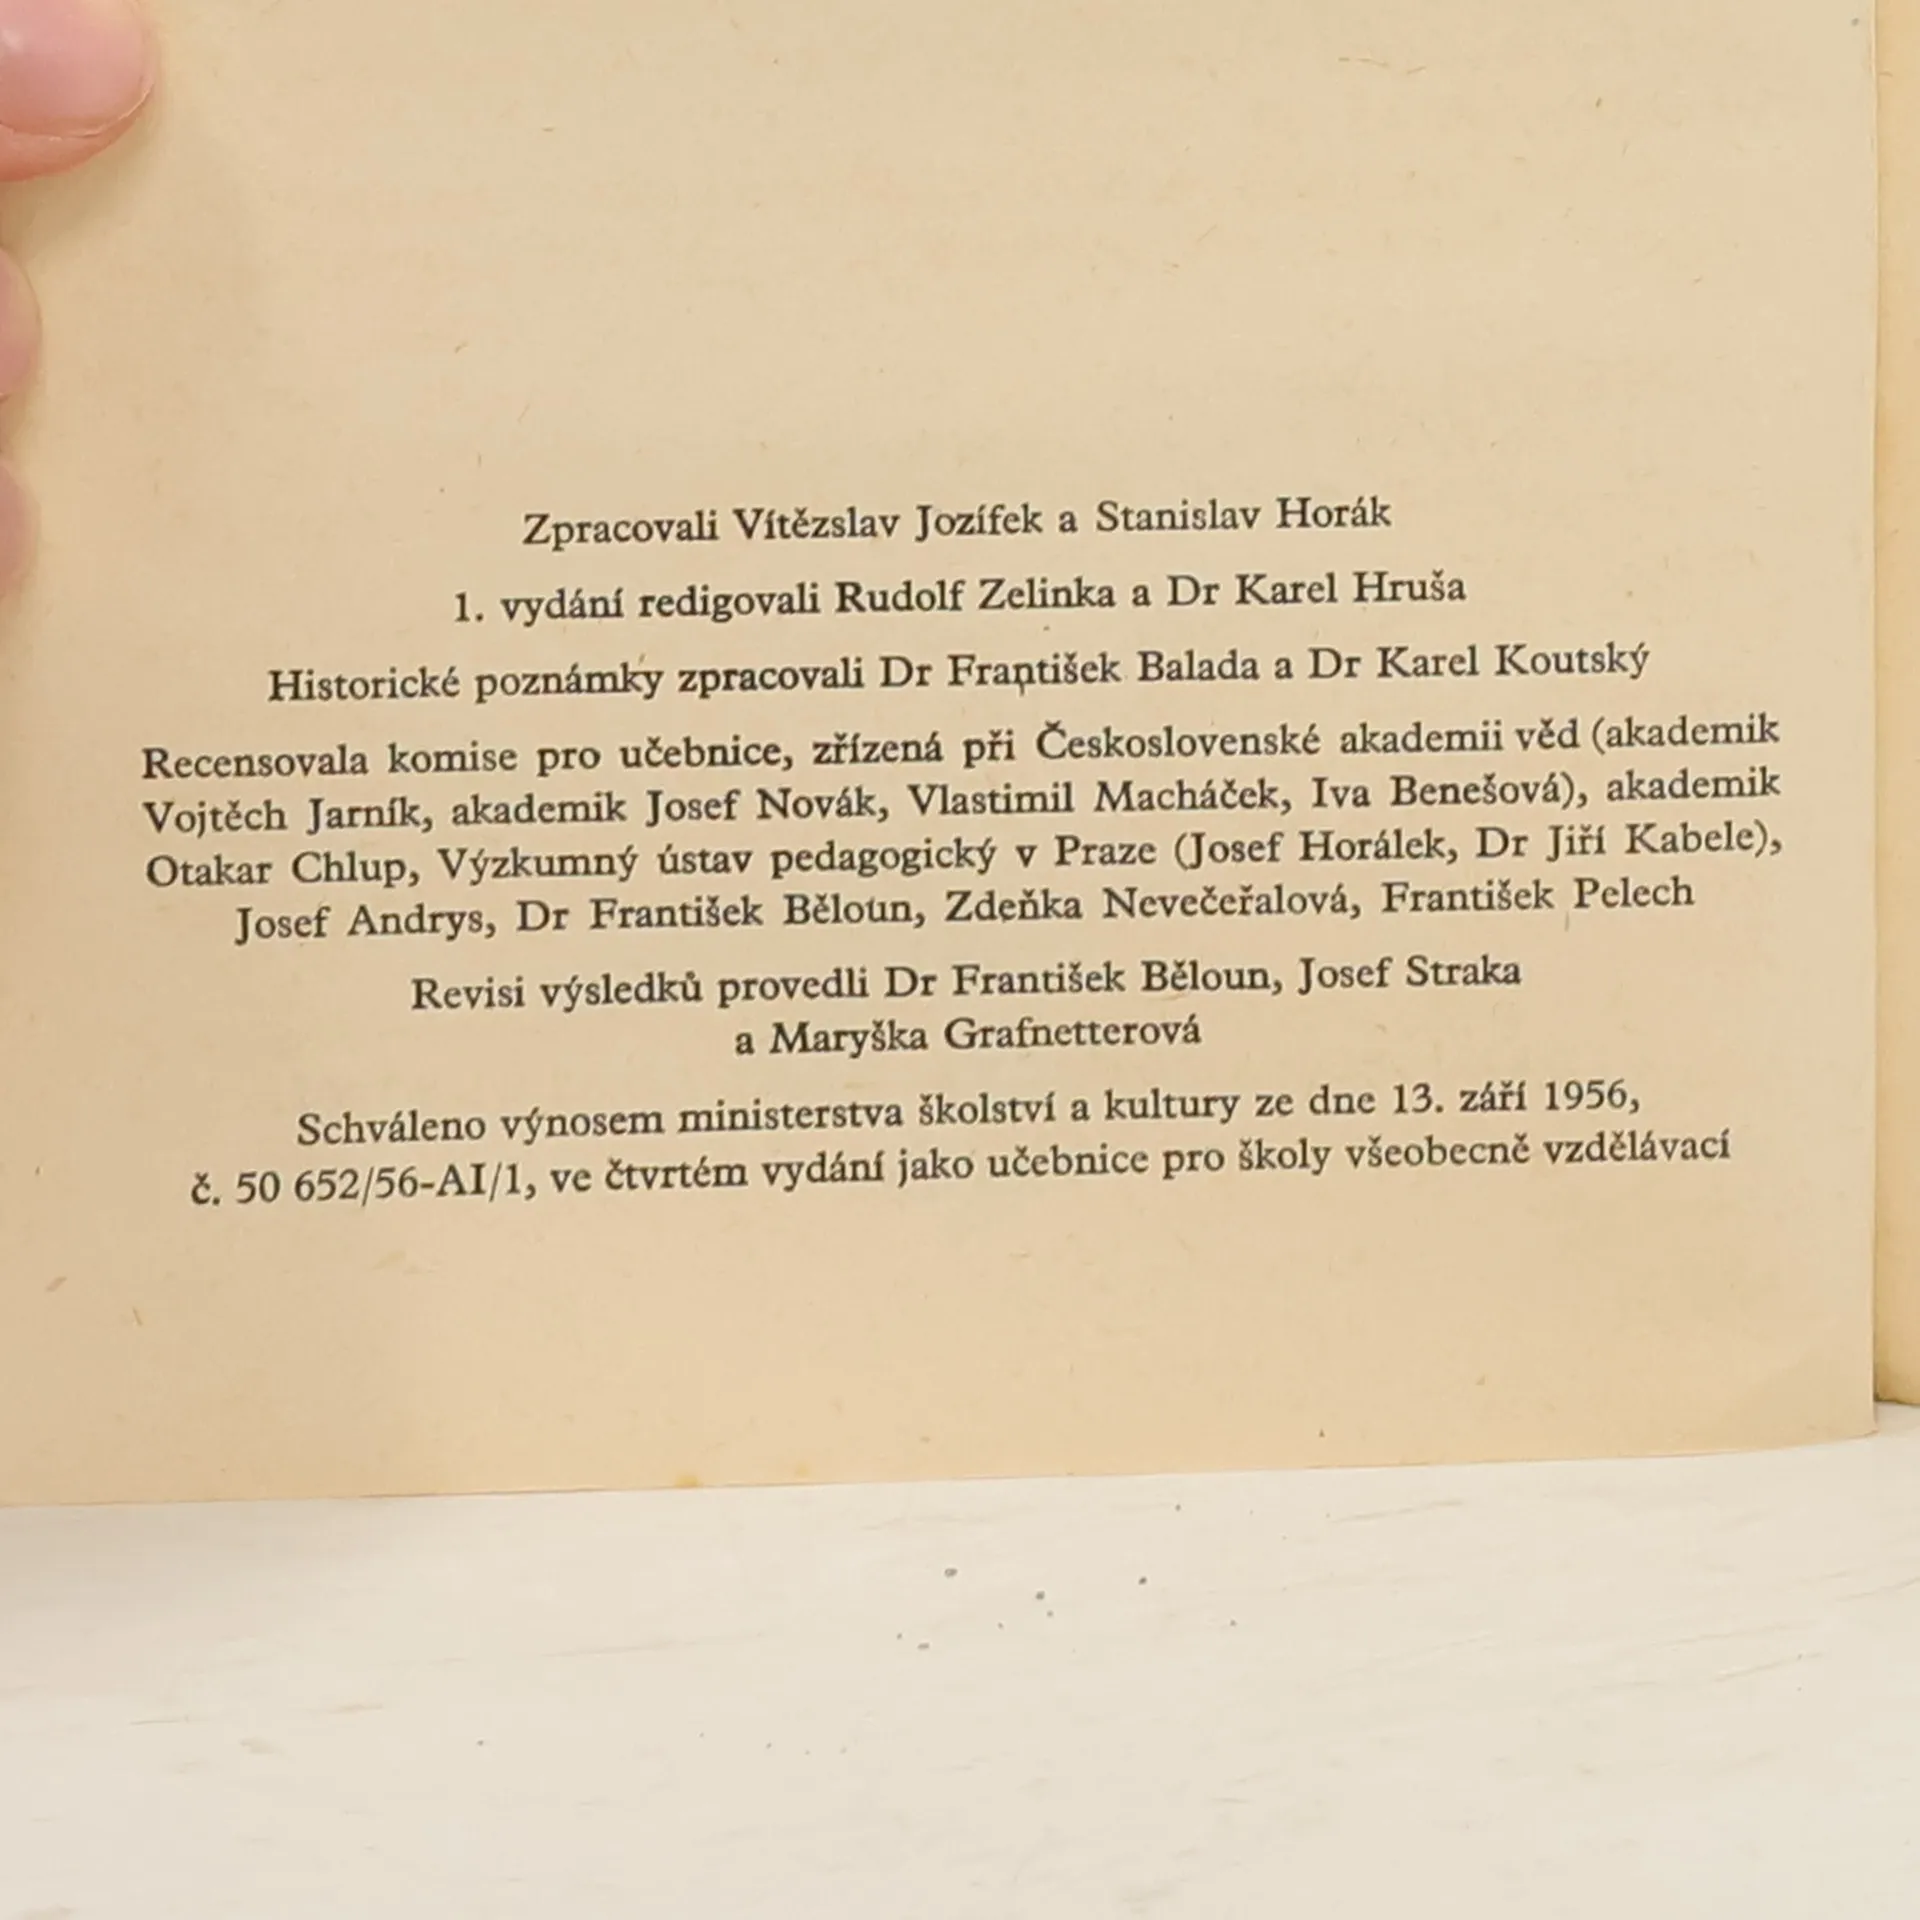 Zpracovali Vítězslav Jozífek a Stanislav Horák
1. vydání redigovali Rudolf Zelinka a Dr Karel Hruša
Historické poznámky zpracovali Dr František Balada a Dr Karel Koutský
Recensovala komise pro učebnice, zřízená při Československé akademii věd (akademik
Vojtěch Jarník, akademik Josef Novák, Vlastimil Macháček, Iva Benešová), akademik
Otakar Chlup, Výzkumný ústav pedagogický v Praze (Josef Horálek, Dr Jiří Kabele),
Josef Andrys, Dr František Běloun, Zdeňka Nevečeřalová, František Pelech
Revisi výsledků provedli Dr František Běloun, Josef Straka
a Maryška Grafnetterová
Schváleno výnosem ministerstva školství a kultury ze dne 13. září 1956,
č. 50 652/56-AI/1, ve čtvrtém vydání jako učebnice pro školy všeobecně vzdělávací